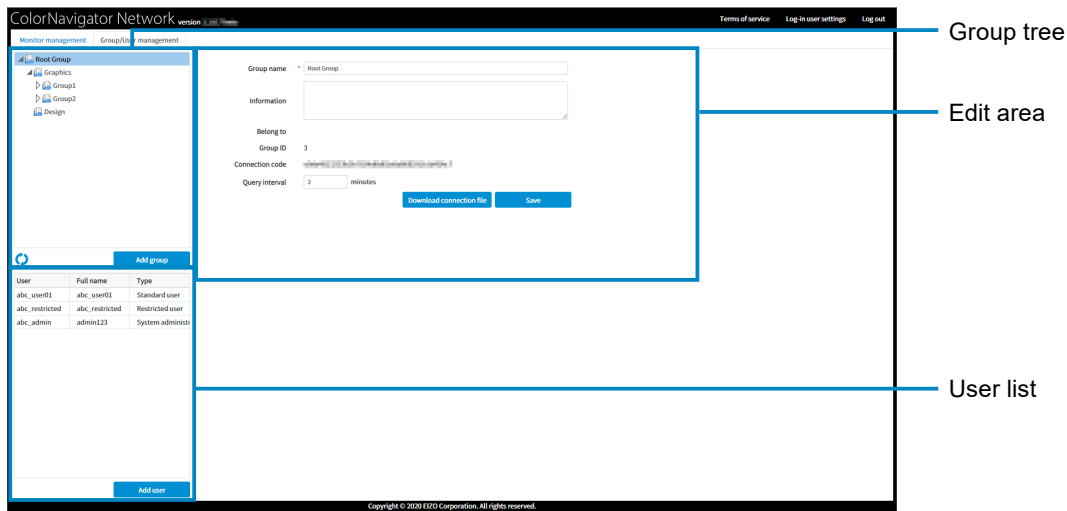 ColorNavigator Network version
Terms of service Log-in user settings Log out
Monitor management Group/User management
Group tree
Root Group
Graphics
Group1
Group2
Design
Group name * Root Group
Information
Edit area
Belong to
Group ID 3
Connection code
Query interval 2 minutes
Download connection file Save
Add group
User Full name Type
abc_user01 abc_user01 Standard user
abc_restricted abc_restricted Restricted user
abc_admin admin123 System administr
User list
Add user
Copyright © 2020 EIZO Corporation. All rights reserved.